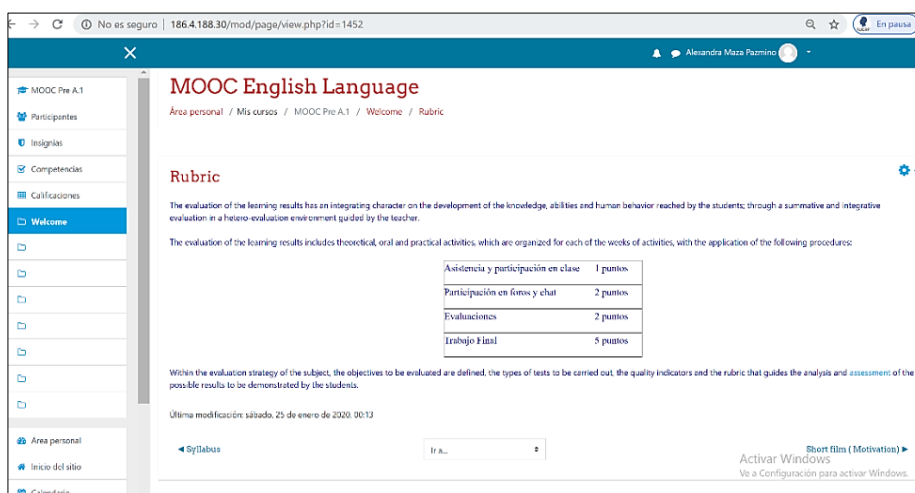 No es seguro | 186.4.188.30/mod/page/view.php?id=1452
En pausa
Alexandra Maza Pazmino
MOOC Pre A.1
Participantes
Insignias
Competencias
Calificaciones
Welcome
Area personal
Inicio del sitio
Calendario
MOOC English Language
Área personal / Mis cursos / MOOC Pre A.1 / Welcome / Rubric
Rubric
The evaluation of the learning results has an integrating character on the development of the knowledge, abilities and human behavior reached by the students; through a summative and integrative
evaluation in a hetero-evaluation environment guided by the teacher.
The evaluation of the learning results includes theoretical, oral and practical activities, which are organized for each of the weeks of activities, with the application of the following procedures:
Asistencia y participación en clase 1 puntos
Participación en foros y chat 2 puntos
Evaluaciones 2 puntos
Trabajo Final 5 puntos
Within the evaluation strategy of the subject, the objectives to be evaluated are defined, the types of tests to be carried out, the quality indicators and the rubric that guides the analysis and assessment of the
possible results to be demonstrated by the students.
Última modificación: sábado, 25 de enero de 2020, 00:13
◄ Syllabus
Ir a...
Short film ( Motivation) ►
Activar Windows
Ve a Configuración para activar Windows.